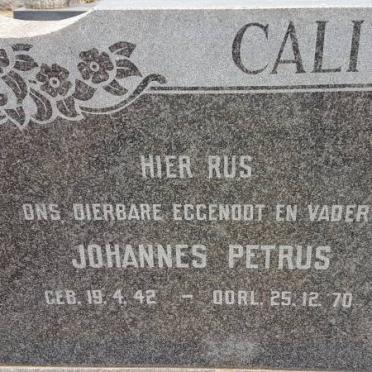 CALI
HIER RUS
ONS DIERBARE EGGENOOT EN VADER
JOHANNES PETRUS
GEB. 19.4.42 – OORL. 25.12.70